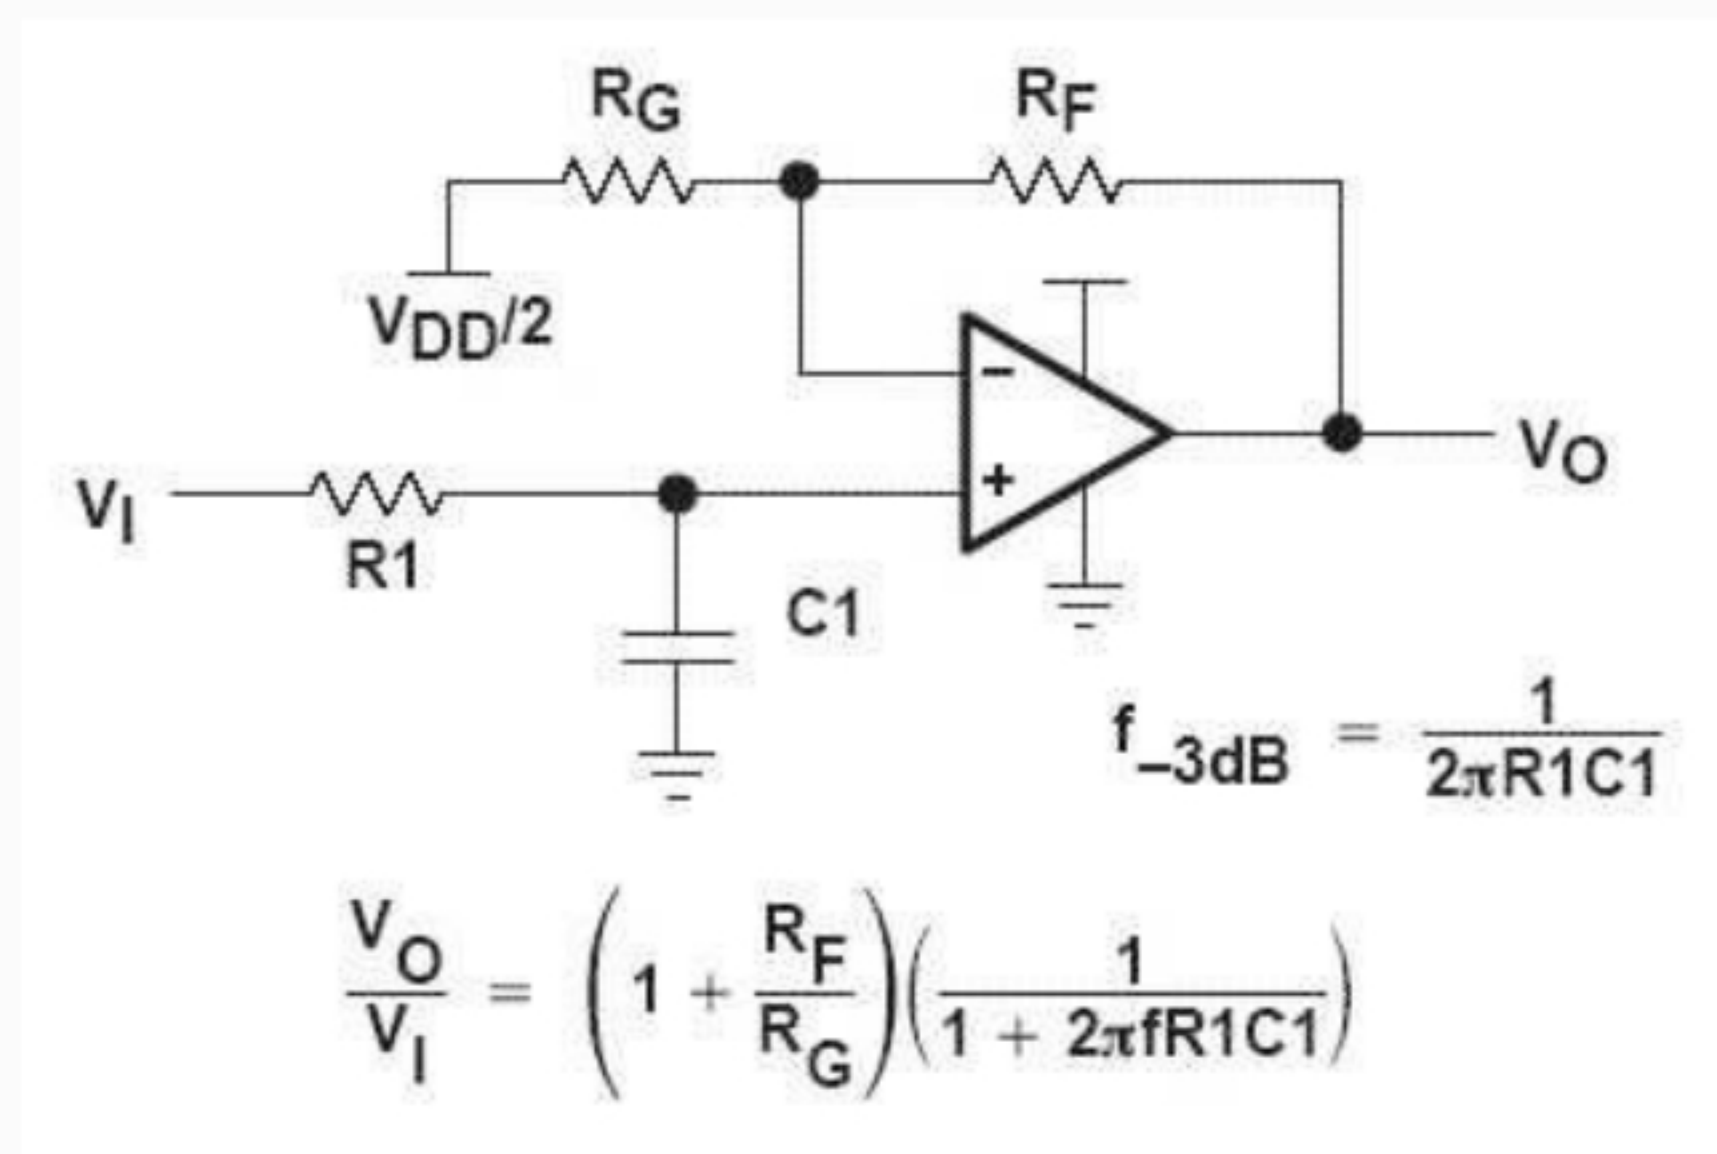 RG
RF
VDD/2
−
+
VI
R1
C1
VO
f−3dB = 1/2πR1C1
VO/VI = (1 + RF/RG)(1/1 + 2πfR1C1)